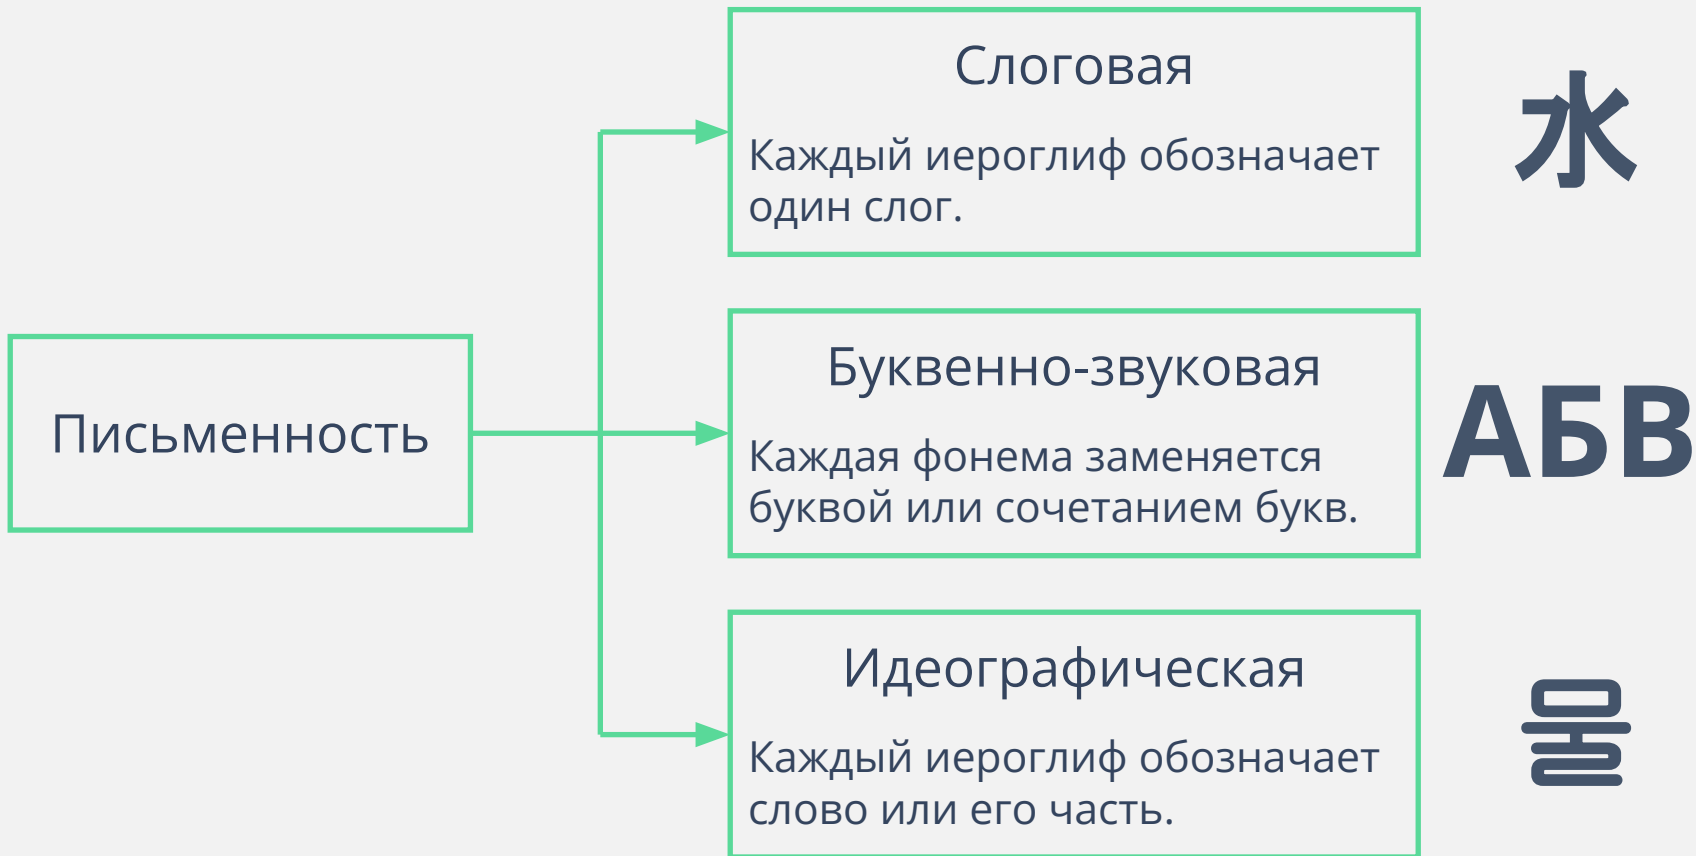 Письменность
Слоговая
Каждый иероглиф обозначает
один слог.
水
Буквенно-звуковая
Каждая фонема заменяется
буквой или сочетанием букв.
АБВ
Идеографическая
Каждый иероглиф обозначает
слово или его часть.
물